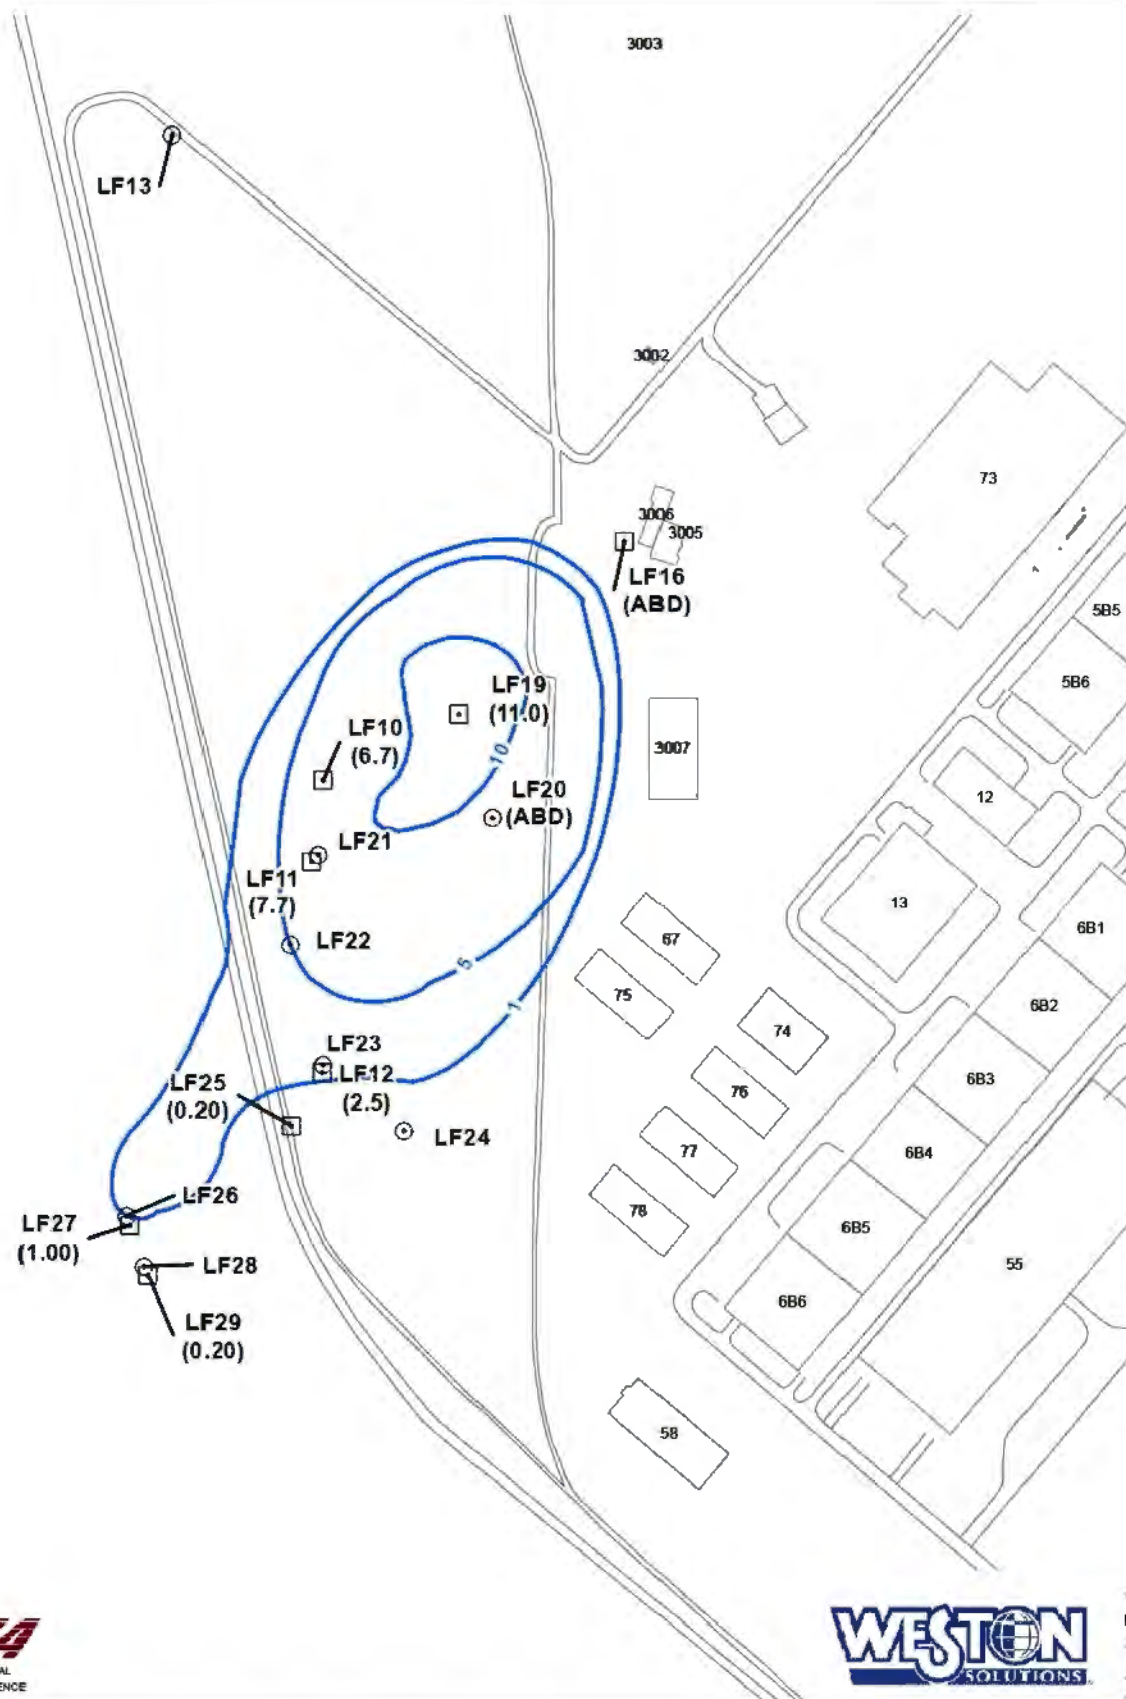 3003
LF13
3002
73
3006
3005
LF16
(ABD)
5B5
5B6
LF19
(11.0)
LF10
(6.7)
10
3007
LF20
(ABD)
12
LF21
LF11
(7.7)
13
LF22
67
6B1
5
75
6B2
1
74
LF23
LF12
(2.5)
LF25
(0.20)
76
6B3
LF24
77
6B4
LF26
LF27
(1.00)
78
6B5
LF28
55
6B6
LF29
(0.20)
58
WESTON
SOLUTIONS